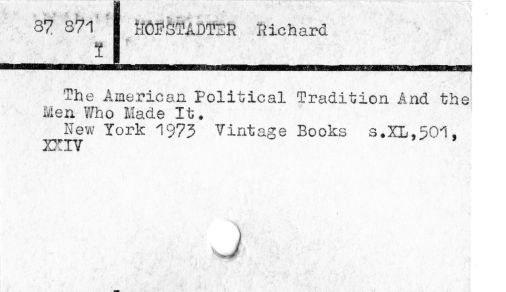 87 871 HOFSTADTER Richard
I
The American Political Tradition And the
Men Who Made It.
New York 1973 Vintage Books s.XL,501,
XXIV